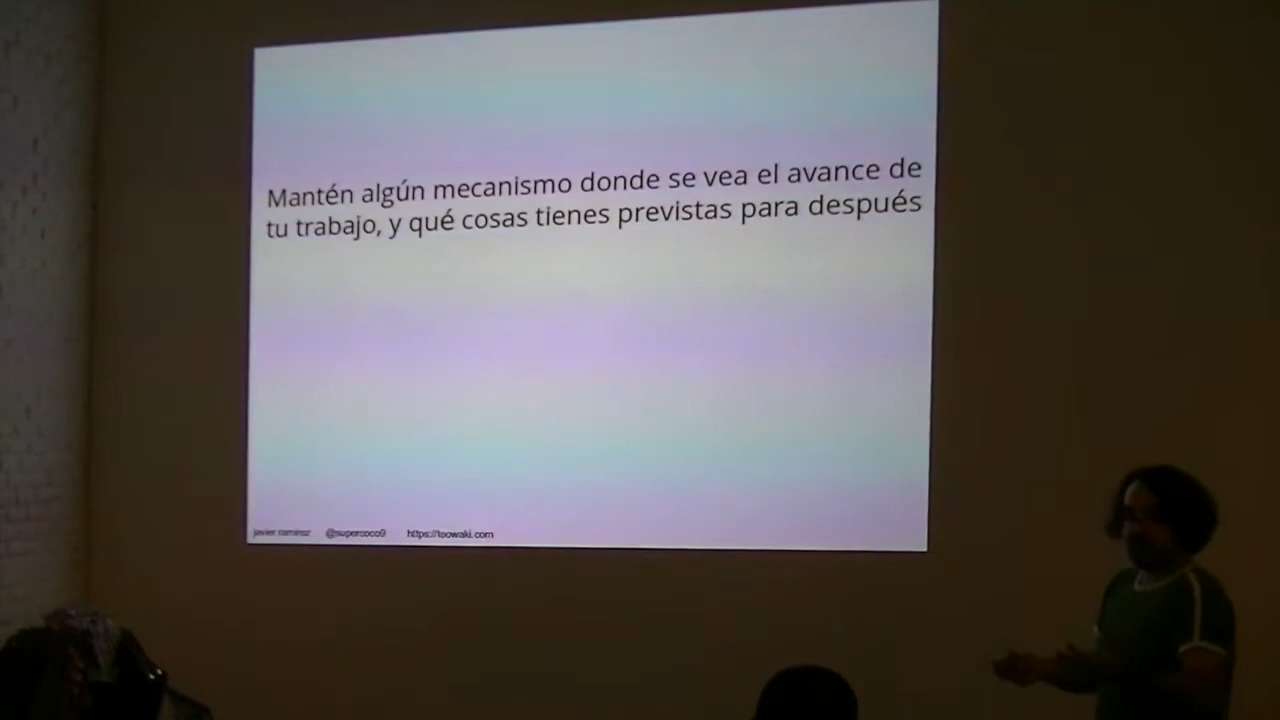 Mantén algún mecanismo donde se vea el avance de
tu trabajo, y qué cosas tienes previstas para después
javier ramirez @supercoco9 https://teowaki.com